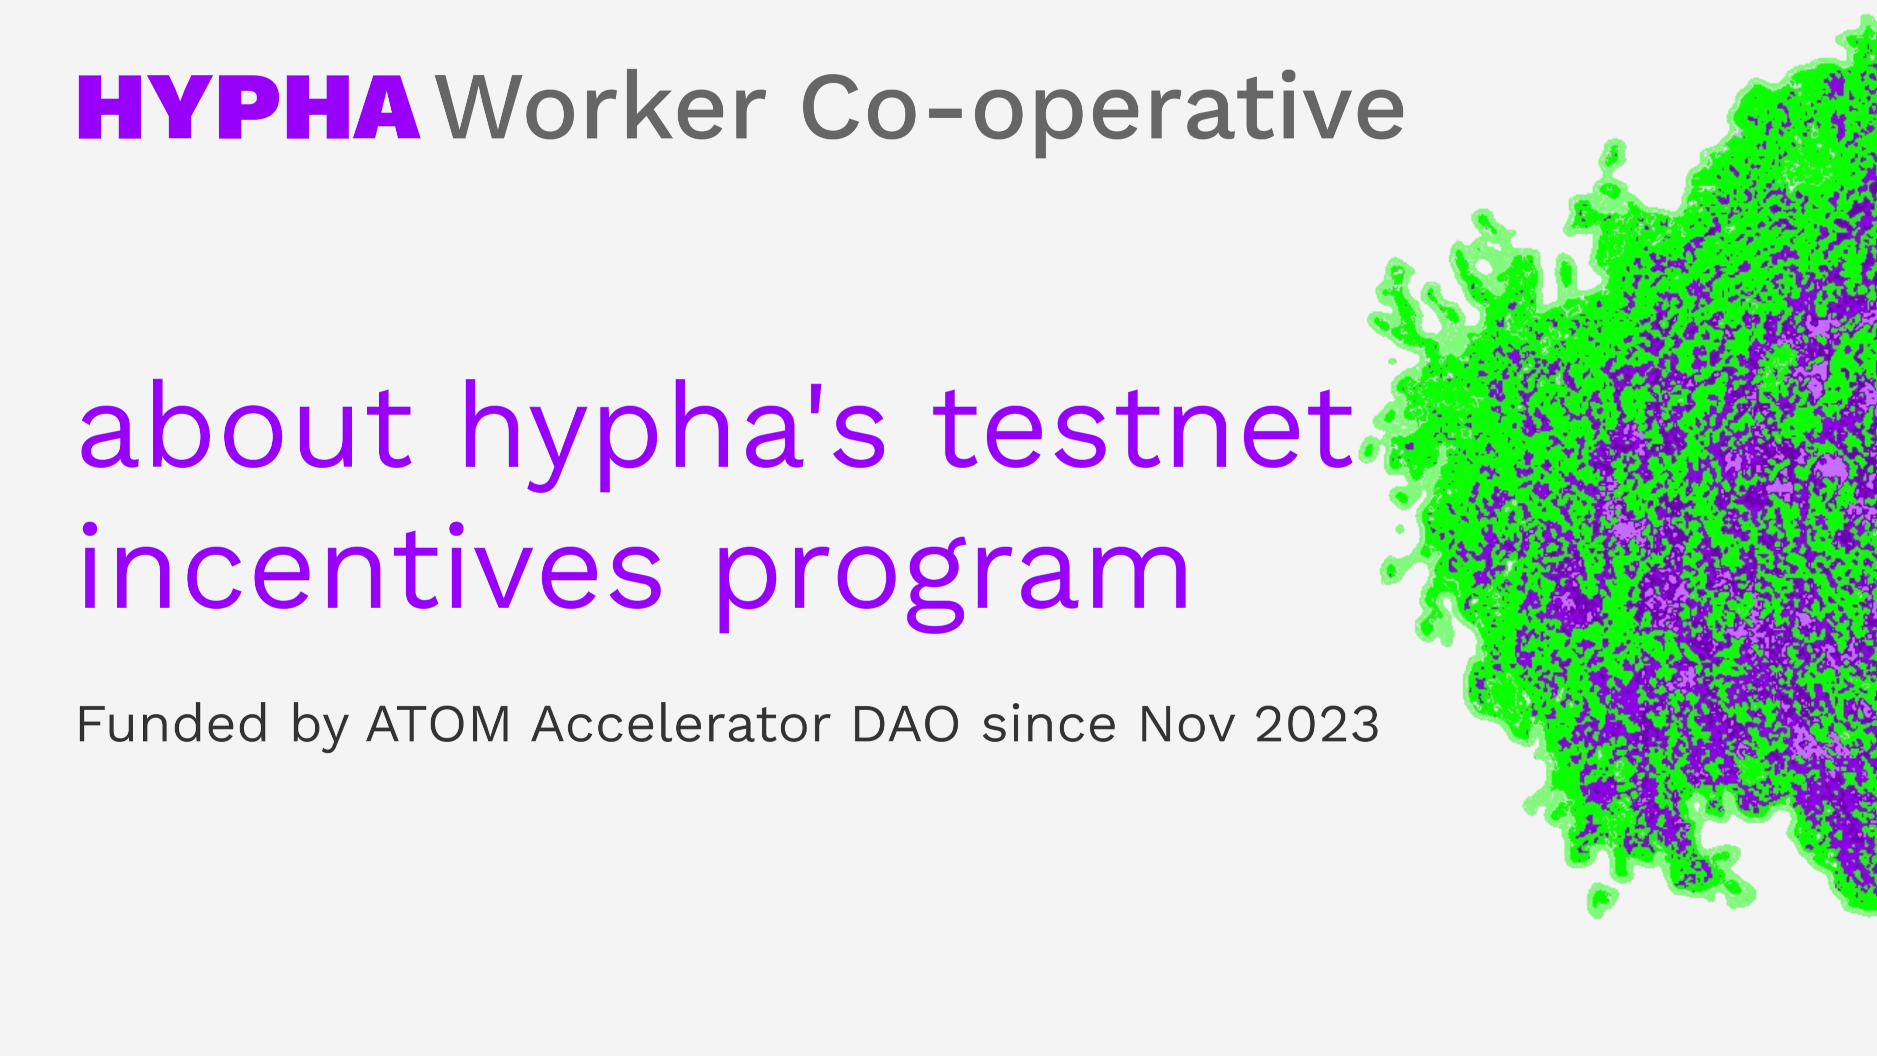 HYPHA Worker Co-operative
about hypha's testnet
incentives program
Funded by ATOM Accelerator DAO since Nov 2023